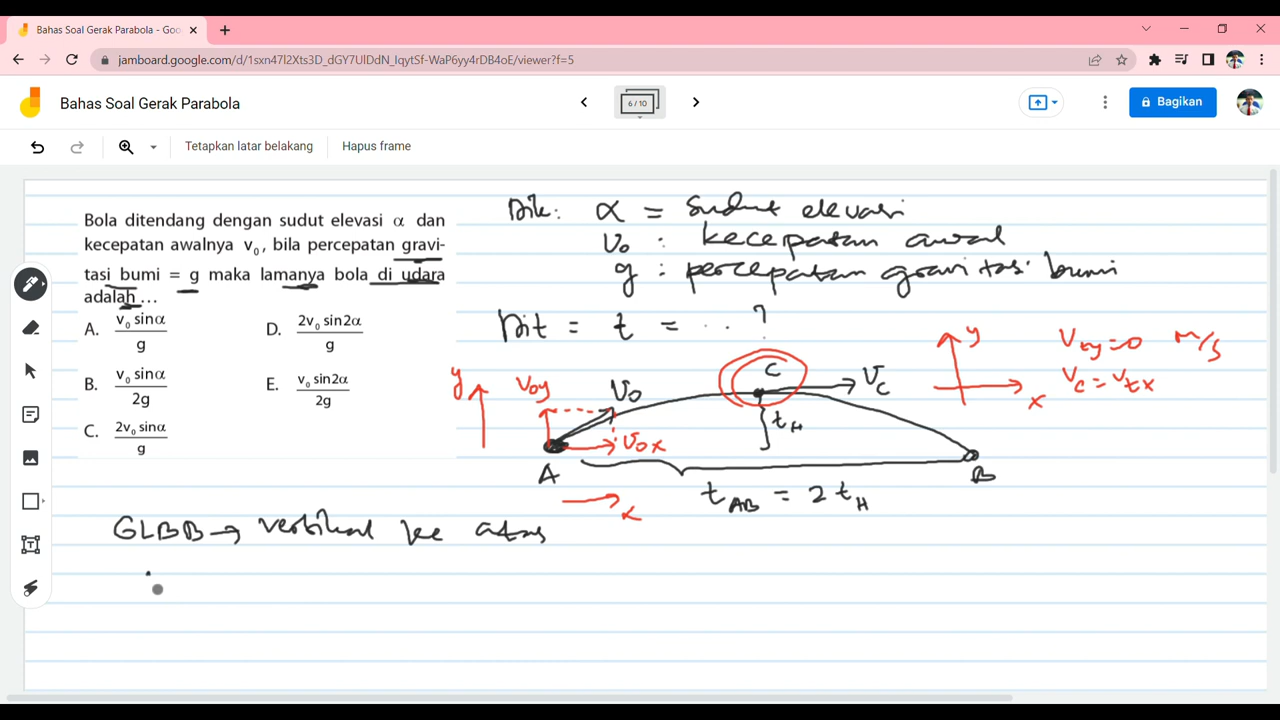 Bahas Soal Gerak Parabola - Goo
jamboard.google.com/d/1sxn47l2Xts3D_dGY7UlDdN_IqytSf-WaP6yy4rDB4oE/viewer?f=5
Bahas Soal Gerak Parabola
6/10
Bagikan
Tetapkan latar belakang
Hapus frame
Bola ditendang dengan sudut elevasi α dan
kecepatan awalnya v₀, bila percepatan gravi-
tasi bumi = g maka lamanya bola di udara
adalah ...
A. v₀ sinα / g
B. v₀ sinα / 2g
C. 2v₀ sinα / g
D. 2v₀ sin2α / g
E. v₀ sin2α / 2g
Dik: α = sudut elevasi
v₀ : kecepatan awal
g : percepatan gravitasi bumi
Dit = t = ... ?
y
x
Vty=0 m/s
Vc = Vtx
y
Voy
Vo
Vox
C
Vc
tH
A
B
x
tAB = 2 tH
GLBB → vertikal ke atas